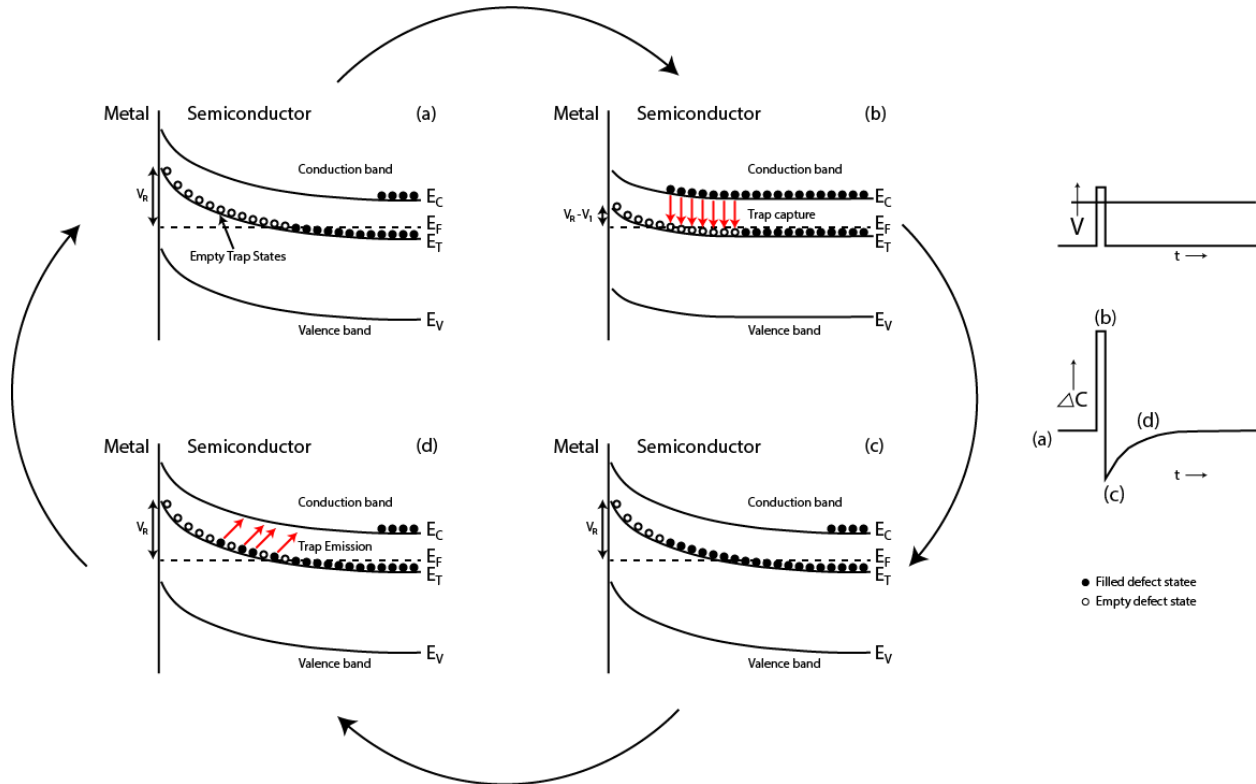 Metal Semiconductor (a)
Conduction band
V_R
E_C
E_F
E_T
Empty Trap States
Valence band
E_V
Metal Semiconductor (b)
Conduction band
E_C
V_R - V_1
Trap capture
E_F
E_T
Valence band
E_V
V
t
(b)
△C
(a)
(d)
t
(c)
Metal Semiconductor (d)
Conduction band
V_R
E_C
Trap Emission
E_F
E_T
Valence band
E_V
Metal Semiconductor (c)
Conduction band
V_R
E_C
E_F
E_T
Valence band
E_V
Filled defect statee
Empty defect state